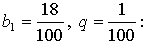 b₁ = 18/100, q = 1/100 :